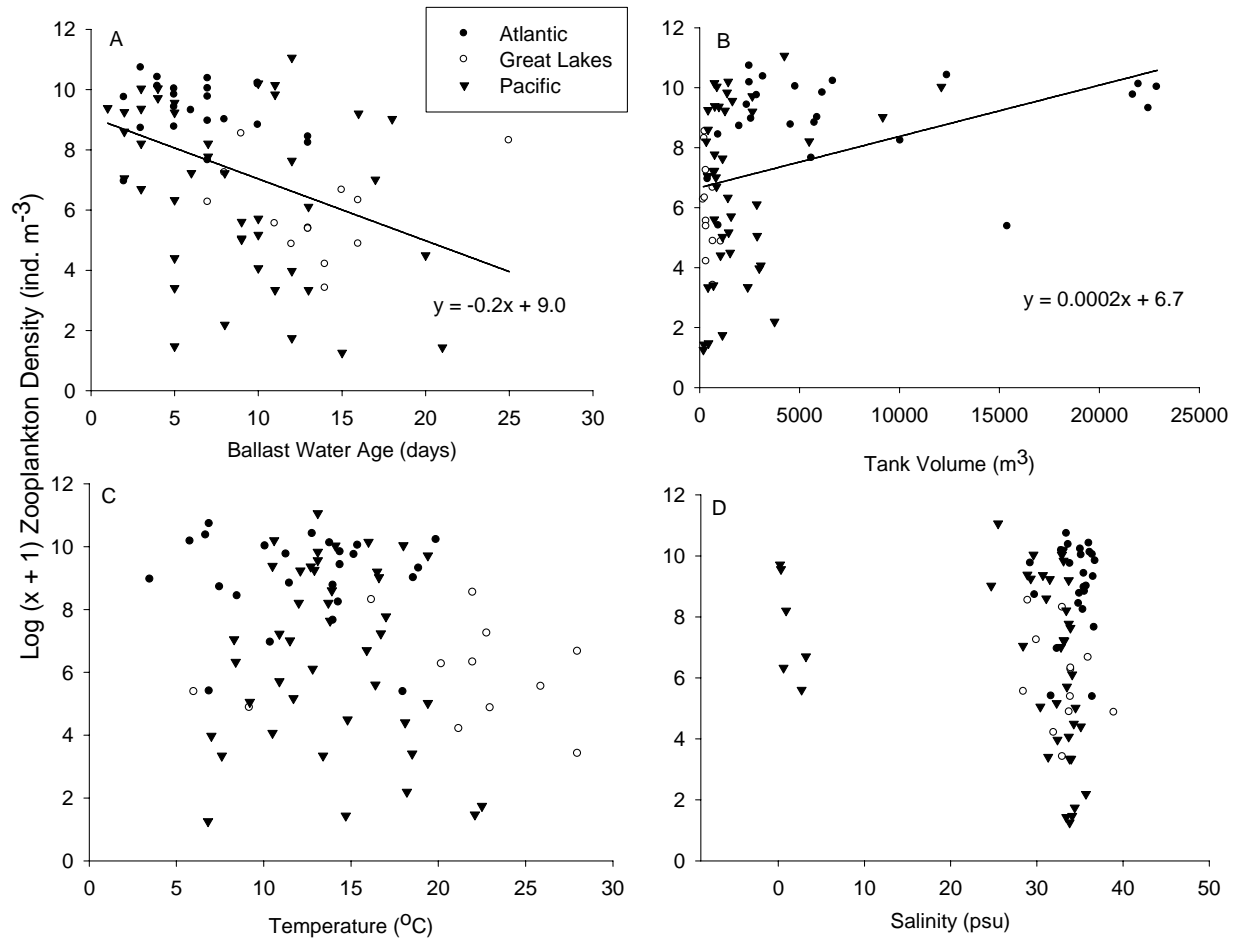 Log (x + 1) Zooplankton Density (ind. m-3)
A
12
10
8
6
4
2
0
0 5 10 15 20 25 30
Ballast Water Age (days)
y = -0.2x + 9.0
Atlantic
Great Lakes
Pacific
B
12
10
8
6
4
2
0
0 5000 10000 15000 20000 25000
Tank Volume (m3)
y = 0.0002x + 6.7
C
12
10
8
6
4
2
0
0 5 10 15 20 25 30
Temperature (oC)
D
12
10
8
6
4
2
0
0 10 20 30 40 50
Salinity (psu)